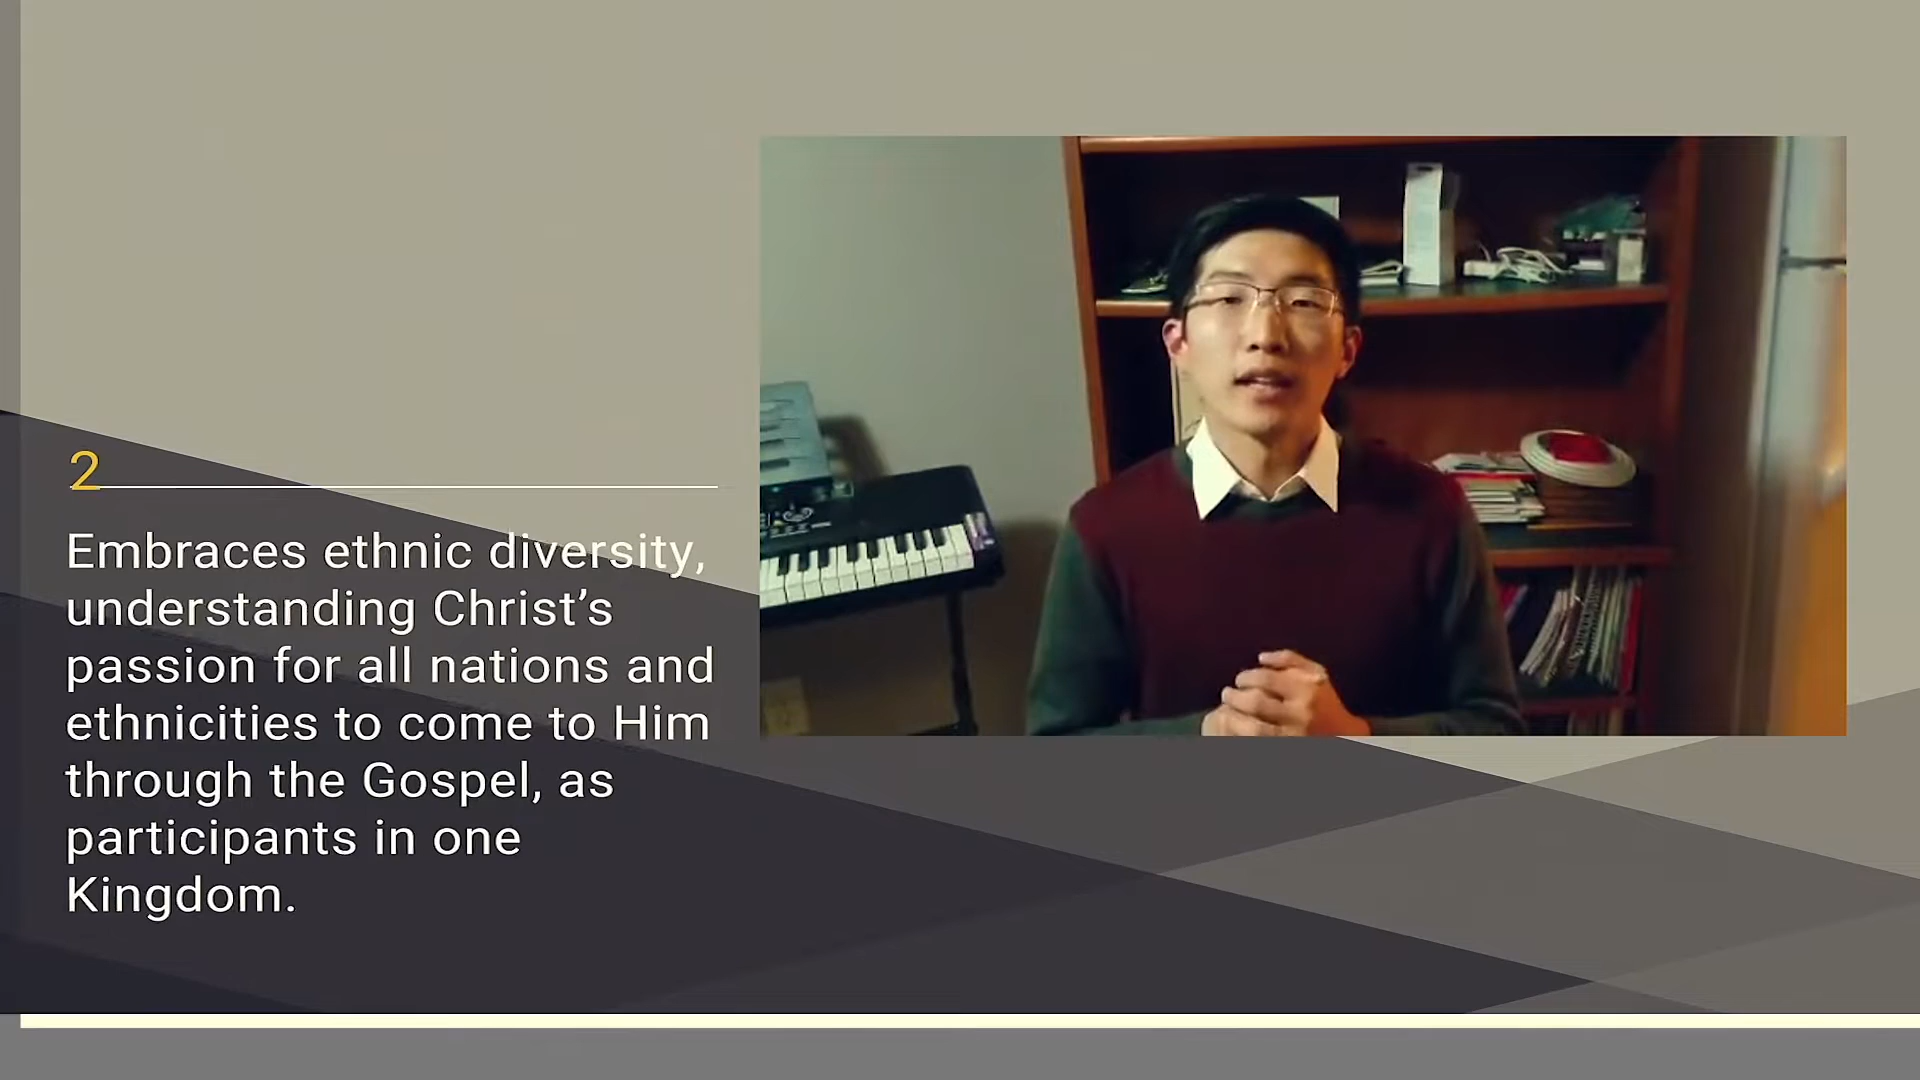 2
Embraces ethnic diversity,
understanding Christ’s
passion for all nations and
ethnicities to come to Him
through the Gospel, as
participants in one
Kingdom.